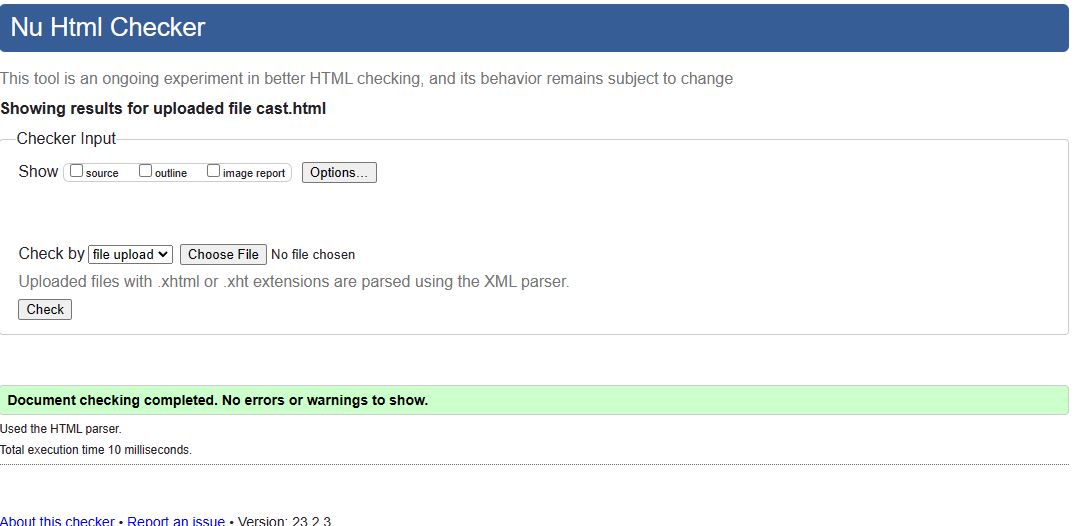 Nu Html Checker
This tool is an ongoing experiment in better HTML checking, and its behavior remains subject to change
Showing results for uploaded file cast.html
Checker Input
Show source outline image report Options...
Check by file upload Choose File No file chosen
Uploaded files with .xhtml or .xht extensions are parsed using the XML parser.
Check
Document checking completed. No errors or warnings to show.
Used the HTML parser.
Total execution time 10 milliseconds.
About this checker • Report an issue • Version: 23.2.3